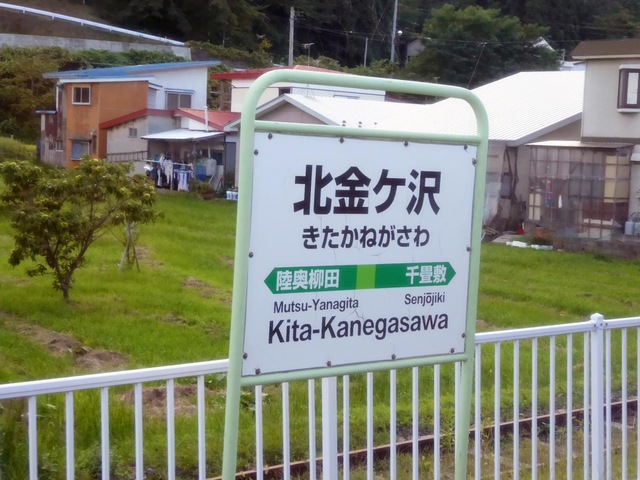 北金ケ沢
きたかねがさわ
陸奥柳田 千畳敷
Mutsu-Yanagita Senjōjiki
Kita-Kanegasawa